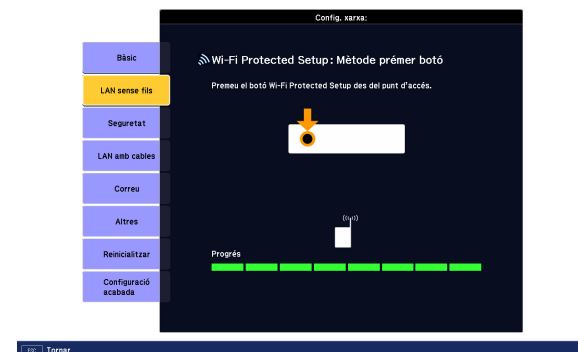 Config. xarxa:
Bàsic
LAN sense fils
Seguretat
LAN amb cables
Correu
Altres
Reinicialitzar
Configuració
acabada
Wi-Fi Protected Setup: Mètode prémer botó
Premeu el botó Wi-Fi Protected Setup des del punt d'accés.
Progrés
ESC Tornar